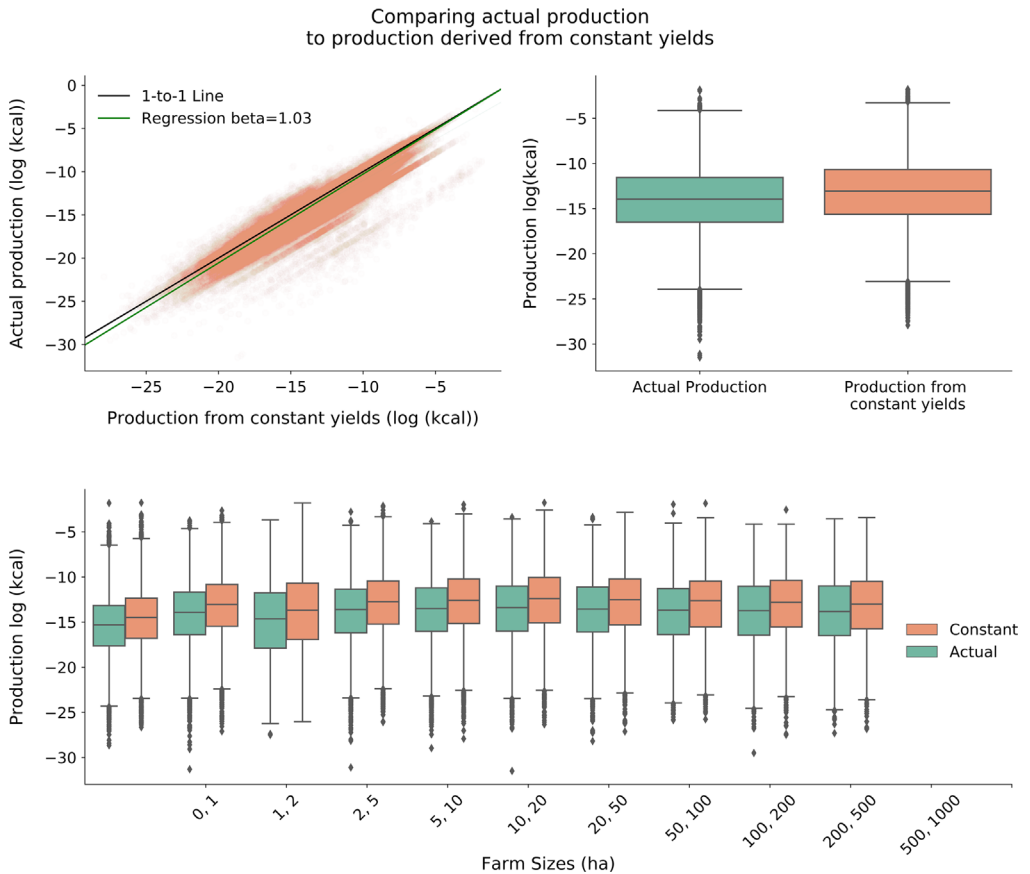 Comparing actual production
to production derived from constant yields
Actual production (log (kcal))
0
−5
−10
−15
−20
−25
−30
1-to-1 Line
Regression beta=1.03
−25 −20 −15 −10 −5
Production from constant yields (log (kcal))
Production log(kcal)
−5
−10
−15
−20
−25
−30
Actual Production
Production from
constant yields
Production log (kcal)
−5
−10
−15
−20
−25
−30
Constant
Actual
0, 1
1, 2
2, 5
5, 10
10, 20
20, 50
50, 100
100, 200
200, 500
500, 1000
Farm Sizes (ha)